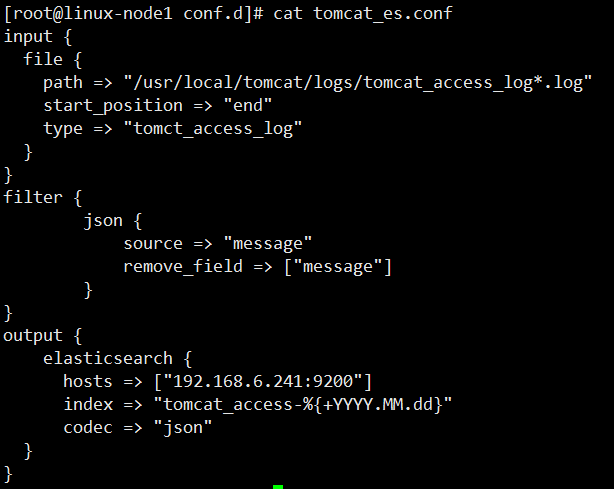 [root@linux-node1 conf.d]# cat tomcat_es.conf
input {
  file {
    path => "/usr/local/tomcat/logs/tomcat_access_log*.log"
    start_position => "end"
    type => "tomct_access_log"
  }
}
filter {
        json {
            source => "message"
            remove_field => ["message"]
        }
}
output {
    elasticsearch {
      hosts => ["192.168.6.241:9200"]
      index => "tomcat_access-%{+YYYY.MM.dd}"
      codec => "json"
  }
}